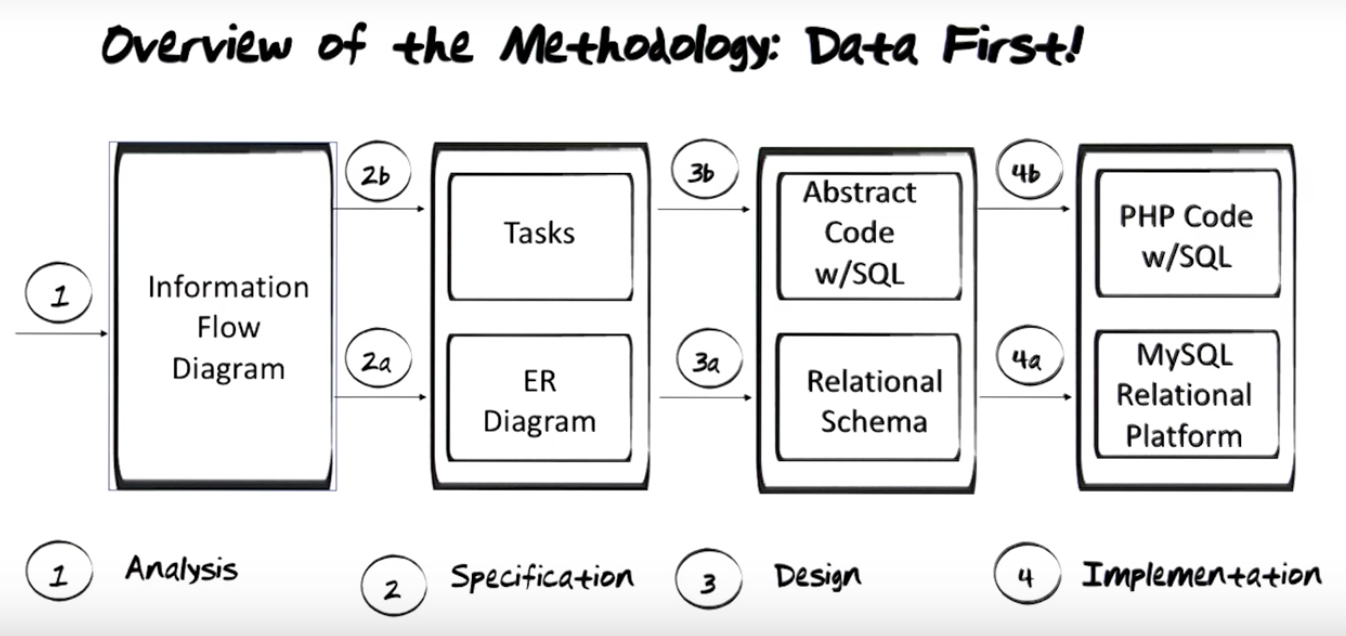 Overview of the Methodology: Data First!
1
Information
Flow
Diagram
2b
2a
Tasks
ER
Diagram
3b
3a
Abstract
Code
w/SQL
Relational
Schema
4b
4a
PHP Code
w/SQL
MySQL
Relational
Platform
1 Analysis
2 Specification
3 Design
4 Implementation